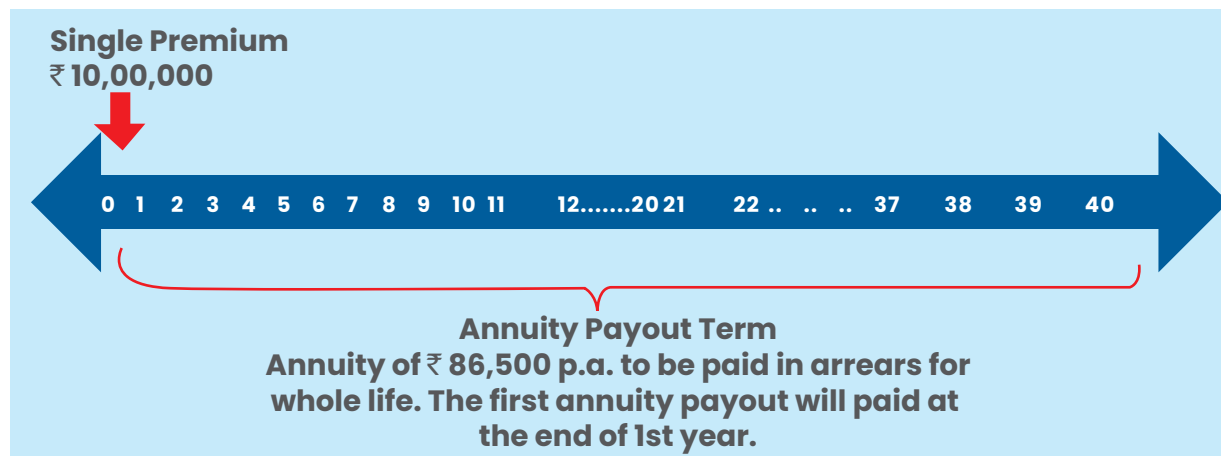 Single Premium
₹ 10,00,000
0 1 2 3 4 5 6 7 8 9 10 11 12.......20 21 22 .. .. .. 37 38 39 40
Annuity Payout Term
Annuity of ₹ 86,500 p.a. to be paid in arrears for
whole life. The first annuity payout will paid at
the end of 1st year.